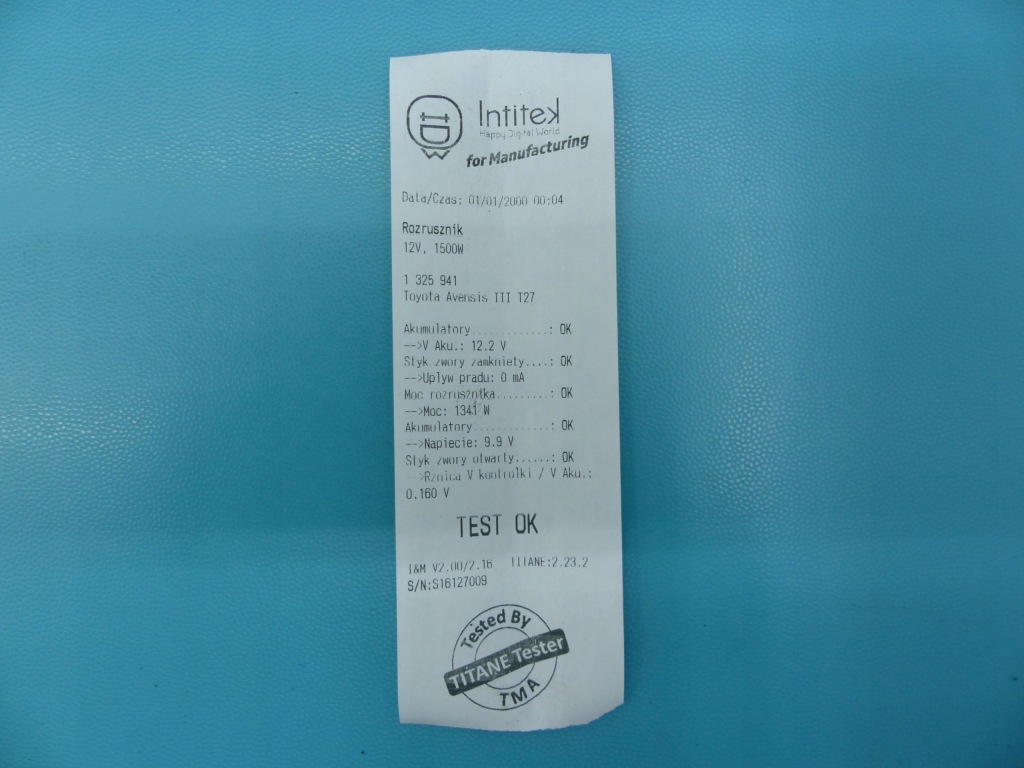 Intitek
Happy Digital World
for Manufacturing
Data/Czas: 01/01/2000 00:04
Rozrusznik
12V, 1500W
1 325 941
Toyota Avensis III T27
Akumulatory............: OK
-->V Aku.: 12.2 V
Styk zwory zamkniety....: OK
-->Uplyw pradu: 0 mA
Moc rozrusznika.........: OK
-->Moc: 1341 W
Akumulatory............: OK
-->Napiecie: 9.9 V
Styk zwory otwarty......: OK
-->Rznica V kontrolki / V Aku.:
0.160 V
TEST OK
I&M V2.00/2.16 TITANE:2.23.2
S/N:S16127009
Tested By
TITANE Tester
TMA